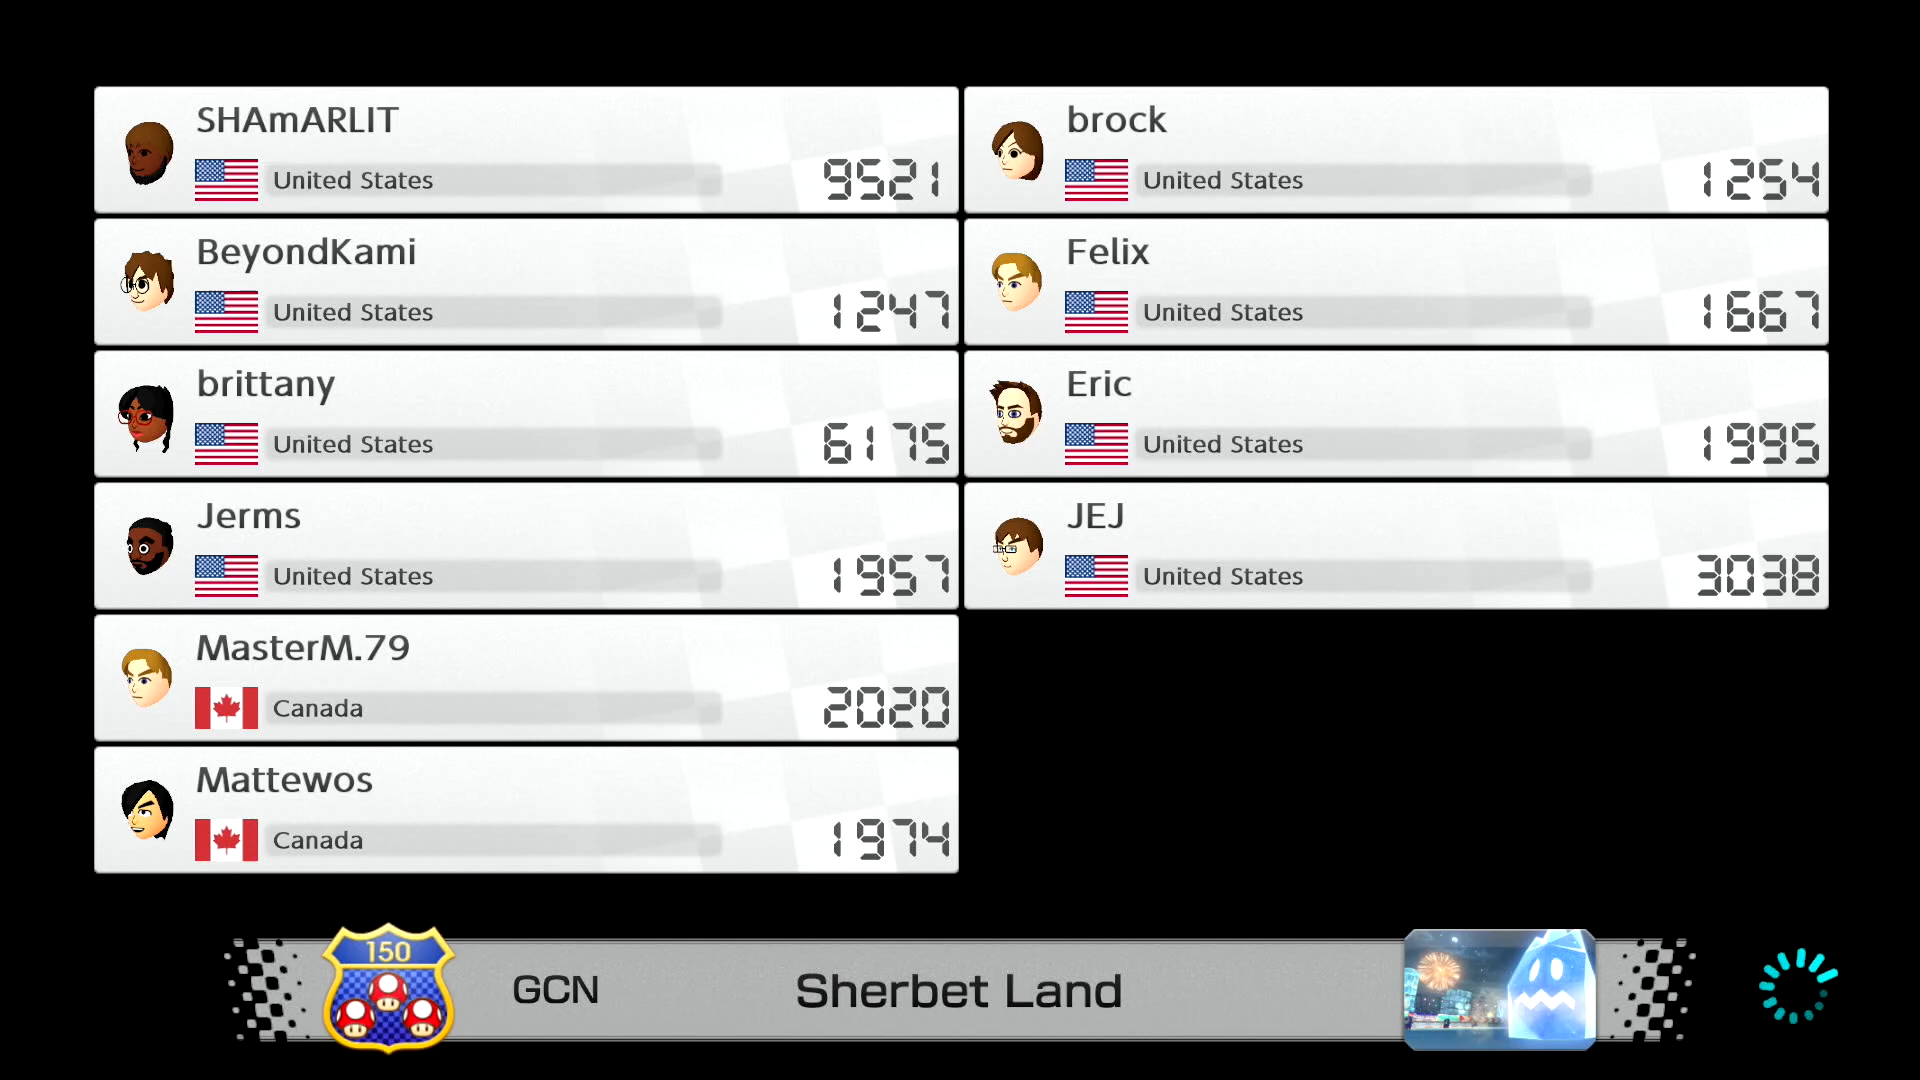 SHAmARLIT
United States
9521
BeyondKami
United States
1247
brittany
United States
6175
Jerms
United States
1957
MasterM.79
Canada
2020
Mattewos
Canada
1974
brock
United States
1254
Felix
United States
1667
Eric
United States
1995
JEJ
United States
3038
150
GCN Sherbet Land